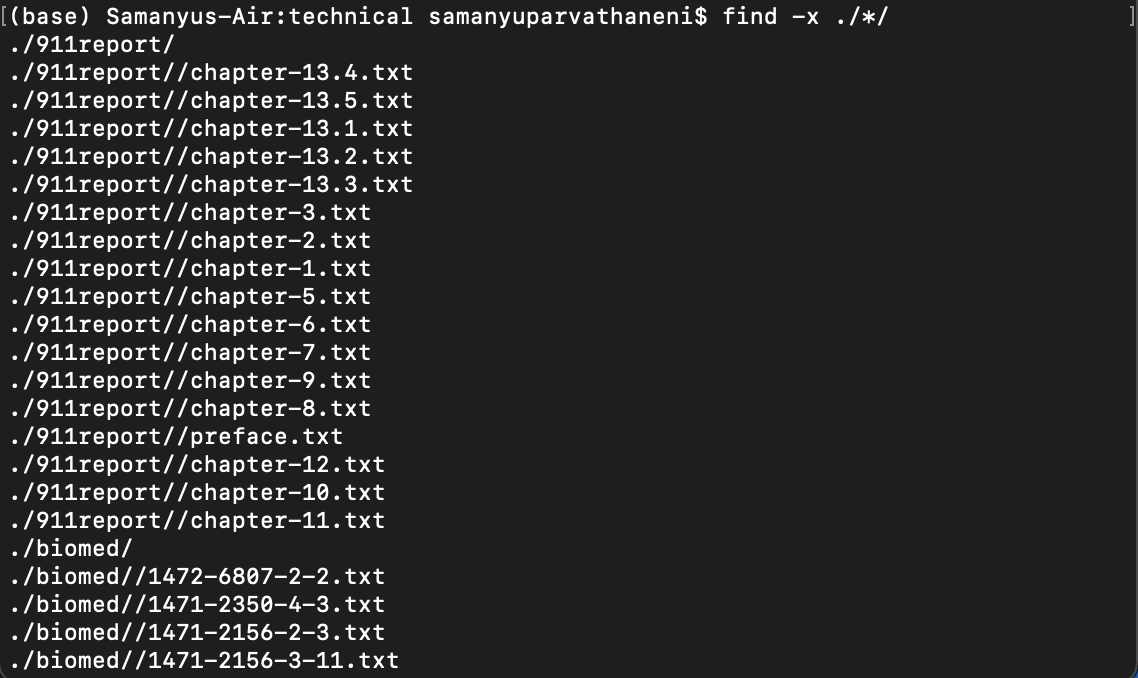 [(base) Samanyus-Air:technical samanyuparvathaneni$ find -x ./*/ ]
./911report/
./911report//chapter-13.4.txt
./911report//chapter-13.5.txt
./911report//chapter-13.1.txt
./911report//chapter-13.2.txt
./911report//chapter-13.3.txt
./911report//chapter-3.txt
./911report//chapter-2.txt
./911report//chapter-1.txt
./911report//chapter-5.txt
./911report//chapter-6.txt
./911report//chapter-7.txt
./911report//chapter-9.txt
./911report//chapter-8.txt
./911report//preface.txt
./911report//chapter-12.txt
./911report//chapter-10.txt
./911report//chapter-11.txt
./biomed/
./biomed//1472-6807-2-2.txt
./biomed//1471-2350-4-3.txt
./biomed//1471-2156-2-3.txt
./biomed//1471-2156-3-11.txt